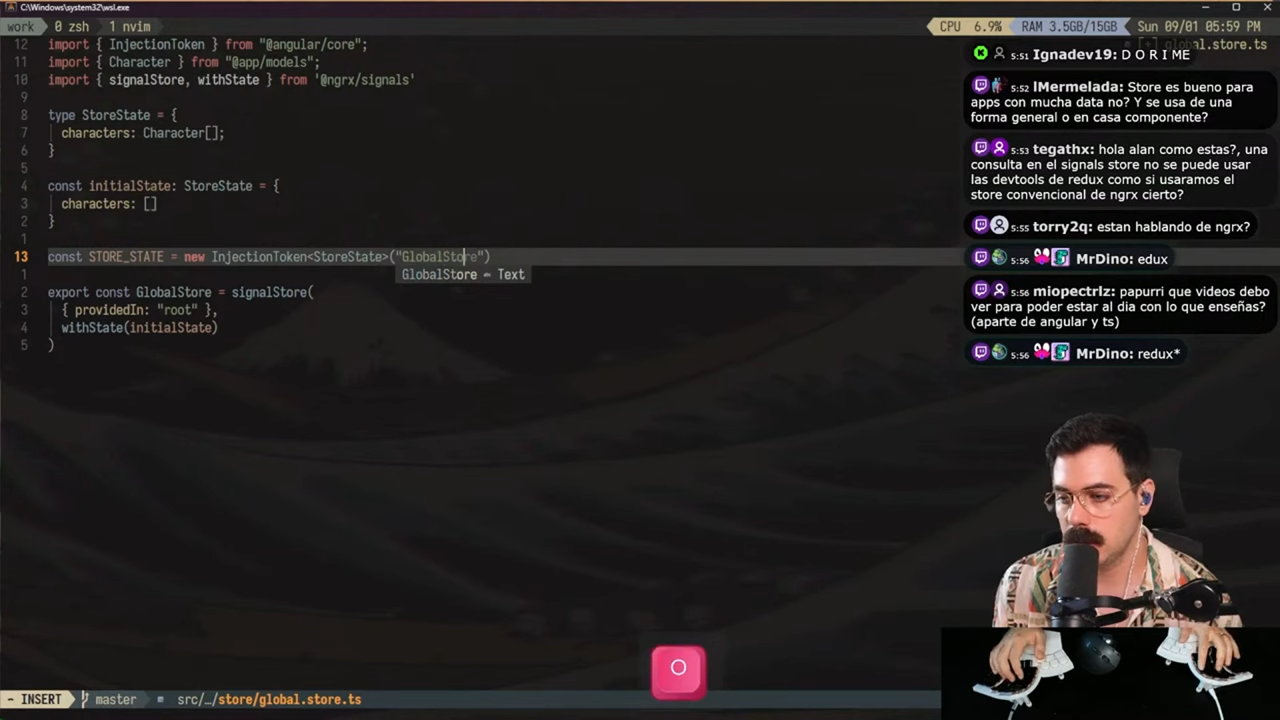 C:\Windows\system32\wsl.exe
work 0 zsh 1 nvim
CPU 6.9% RAM 3.5GB/15GB Sun 09/01 05:59 PM
global.store.ts
12 import { InjectionToken } from "@angular/core";
11 import { Character } from "@app/models";
10 import { signalStore, withState } from '@ngrx/signals'
9
8 type StoreState = {
7 characters: Character[];
6 }
5
4 const initialState: StoreState = {
3 characters: []
2 }
1
13 const STORE_STATE = new InjectionToken<StoreState>("GlobalStore")
GlobalStore - Text
1
2 export const GlobalStore = signalStore(
3 { providedIn: "root" },
4 withState(initialState)
5 )
5:51 Ignadev19: D O R I M E
5:52 lMermelada: Store es bueno para
apps con mucha data no? Y se usa de una
forma general o en casa componente?
5:53 tegathx: hola alan como estas?, una
consulta en el signals store no se puede usar
las devtools de redux como si usaramos el
store convencional de ngrx cierto?
5:55 torry2q: estan hablando de ngrx?
5:56 MrDino: edux
5:56 miopectrlz: papurri que videos debo
ver para poder estar al dia con lo que enseñas?
(aparte de angular y ts)
5:56 MrDino: redux*
O
- INSERT master src/…/store/global.store.ts